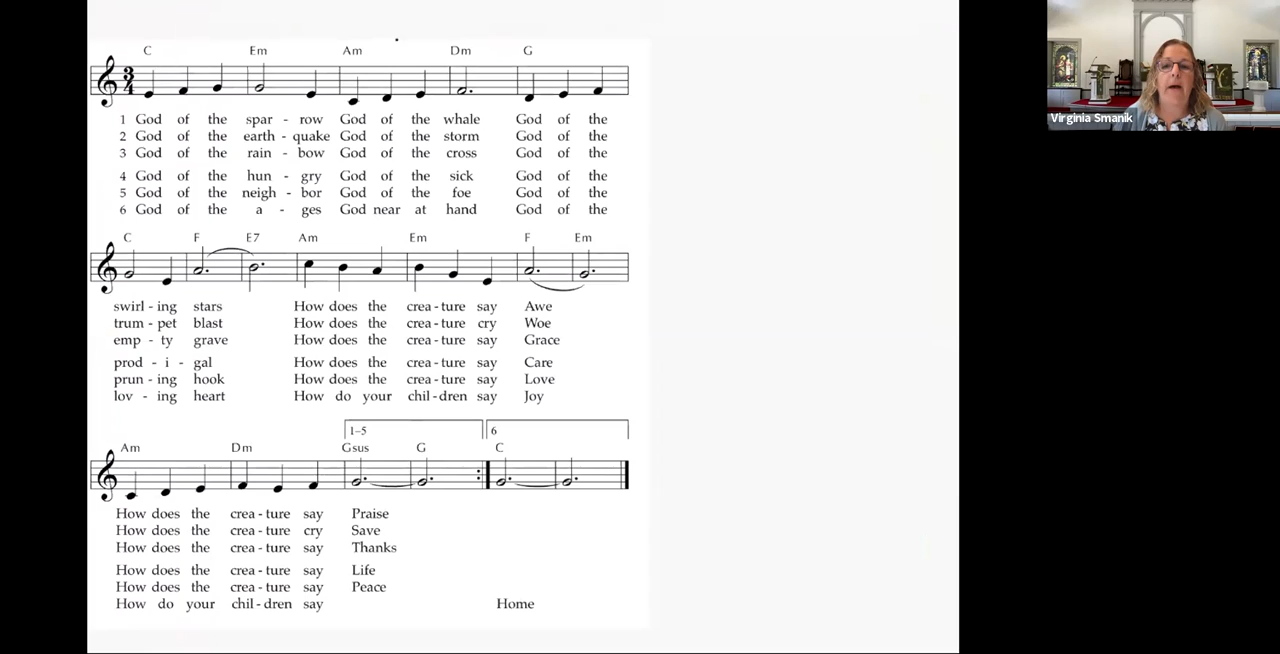 C Em Am Dm G
3 4
1 God of the spar - row God of the whale God of the
2 God of the earth - quake God of the storm God of the
3 God of the rain - bow God of the cross God of the
4 God of the hun - gry God of the sick God of the
5 God of the neigh - bor God of the foe God of the
6 God of the a - ges God near at hand God of the
C F E7 Am Em F Em
swirl - ing stars How does the crea - ture say Awe
trum - pet blast How does the crea - ture cry Woe
emp - ty grave How does the crea - ture say Grace
prod - i - gal How does the crea - ture say Care
prun - ing hook How does the crea - ture say Love
lov - ing heart How do your chil - dren say Joy
1–5 6
Am Dm Gsus G C
How does the crea - ture say Praise
How does the crea - ture cry Save
How does the crea - ture say Thanks
How does the crea - ture say Life
How does the crea - ture say Peace
How do your chil - dren say Home
Virginia Smanik